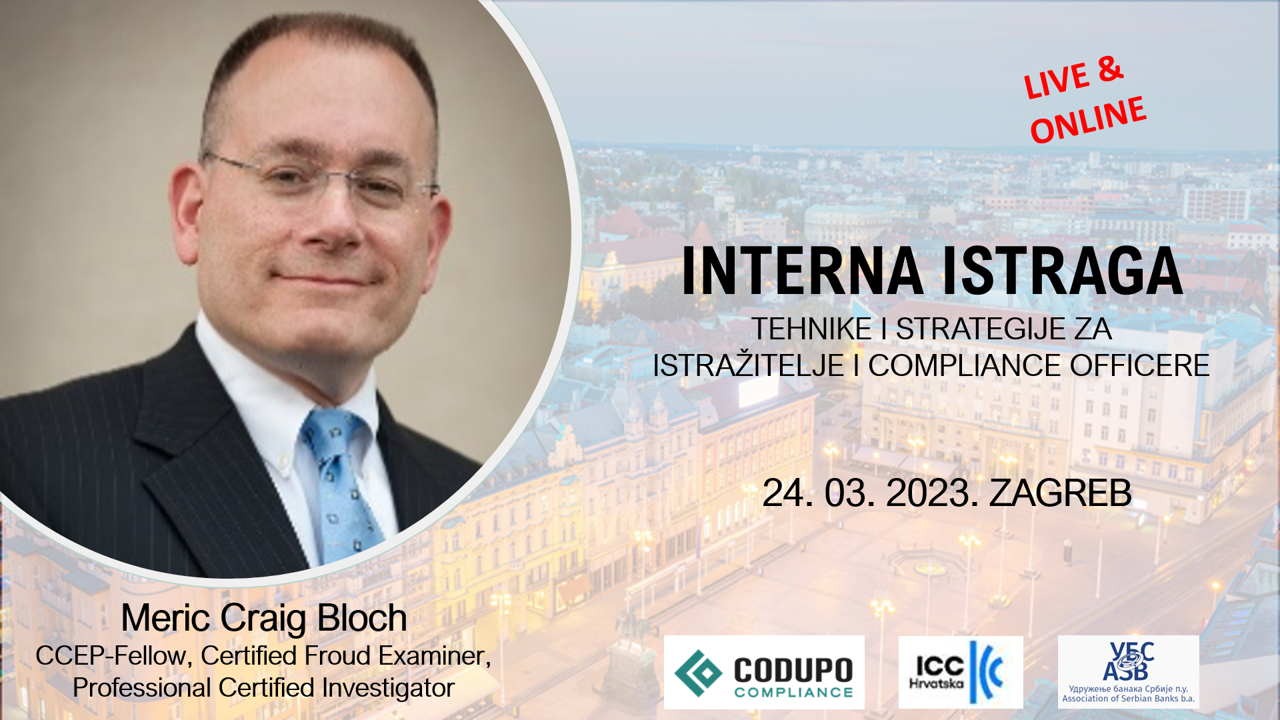 LIVE &
ONLINE
INTERNA ISTRAGA
TEHNIKE I STRATEGIJE ZA
ISTRAŽITELJE I COMPLIANCE OFFICERE
24. 03. 2023. ZAGREB
Meric Craig Bloch
CCEP-Fellow, Certified Froud Examiner,
Professional Certified Investigator
CODUPO
COMPLIANCE
ICC
Hrvatska
УБС
ASB
Удружење банака Србије п.у.
Association of Serbian Banks b.a.